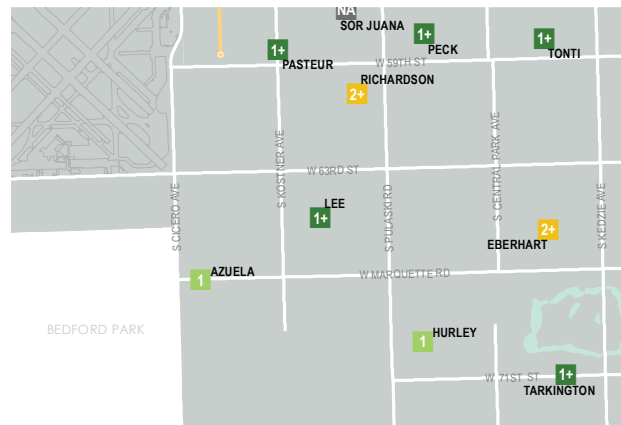 NA
SOR JUANA
1+
PECK
1+
TONTI
1+
PASTEUR
W 59TH ST
RICHARDSON
2+
S CICERO AVE
S KOSTNER AVE
S PULASKI RD
S CENTRAL PARK AVE
S KEDZIE AVE
W 63RD ST
LEE
1+
2+
EBERHART
AZUELA
1
W MARQUETTE RD
BEDFORD PARK
HURLEY
1
W 71ST ST
1+
TARKINGTON